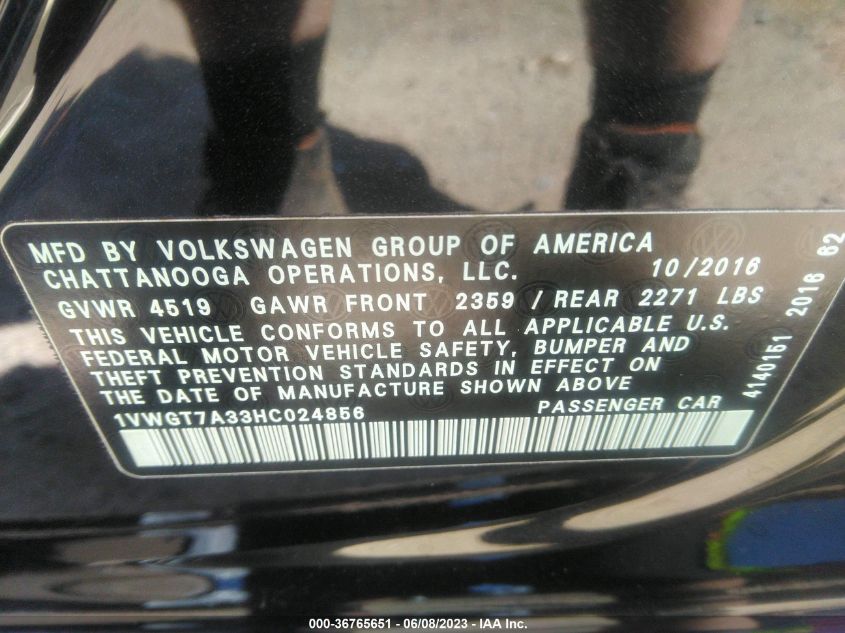 MFD BY VOLKSWAGEN GROUP OF AMERICA
CHATTANOOGA OPERATIONS, LLC. 10/2016
GVWR 4519 GAWR FRONT 2359 / REAR 2271 LBS
THIS VEHICLE CONFORMS TO ALL APPLICABLE U.S.
FEDERAL MOTOR VEHICLE SAFETY, BUMPER AND
THEFT PREVENTION STANDARDS IN EFFECT ON
THE DATE OF MANUFACTURE SHOWN ABOVE
1VWGT7A33HC024856 PASSENGER CAR
4140151 2016 62
000-36765651 / 06/08/2023 - IAA Inc.